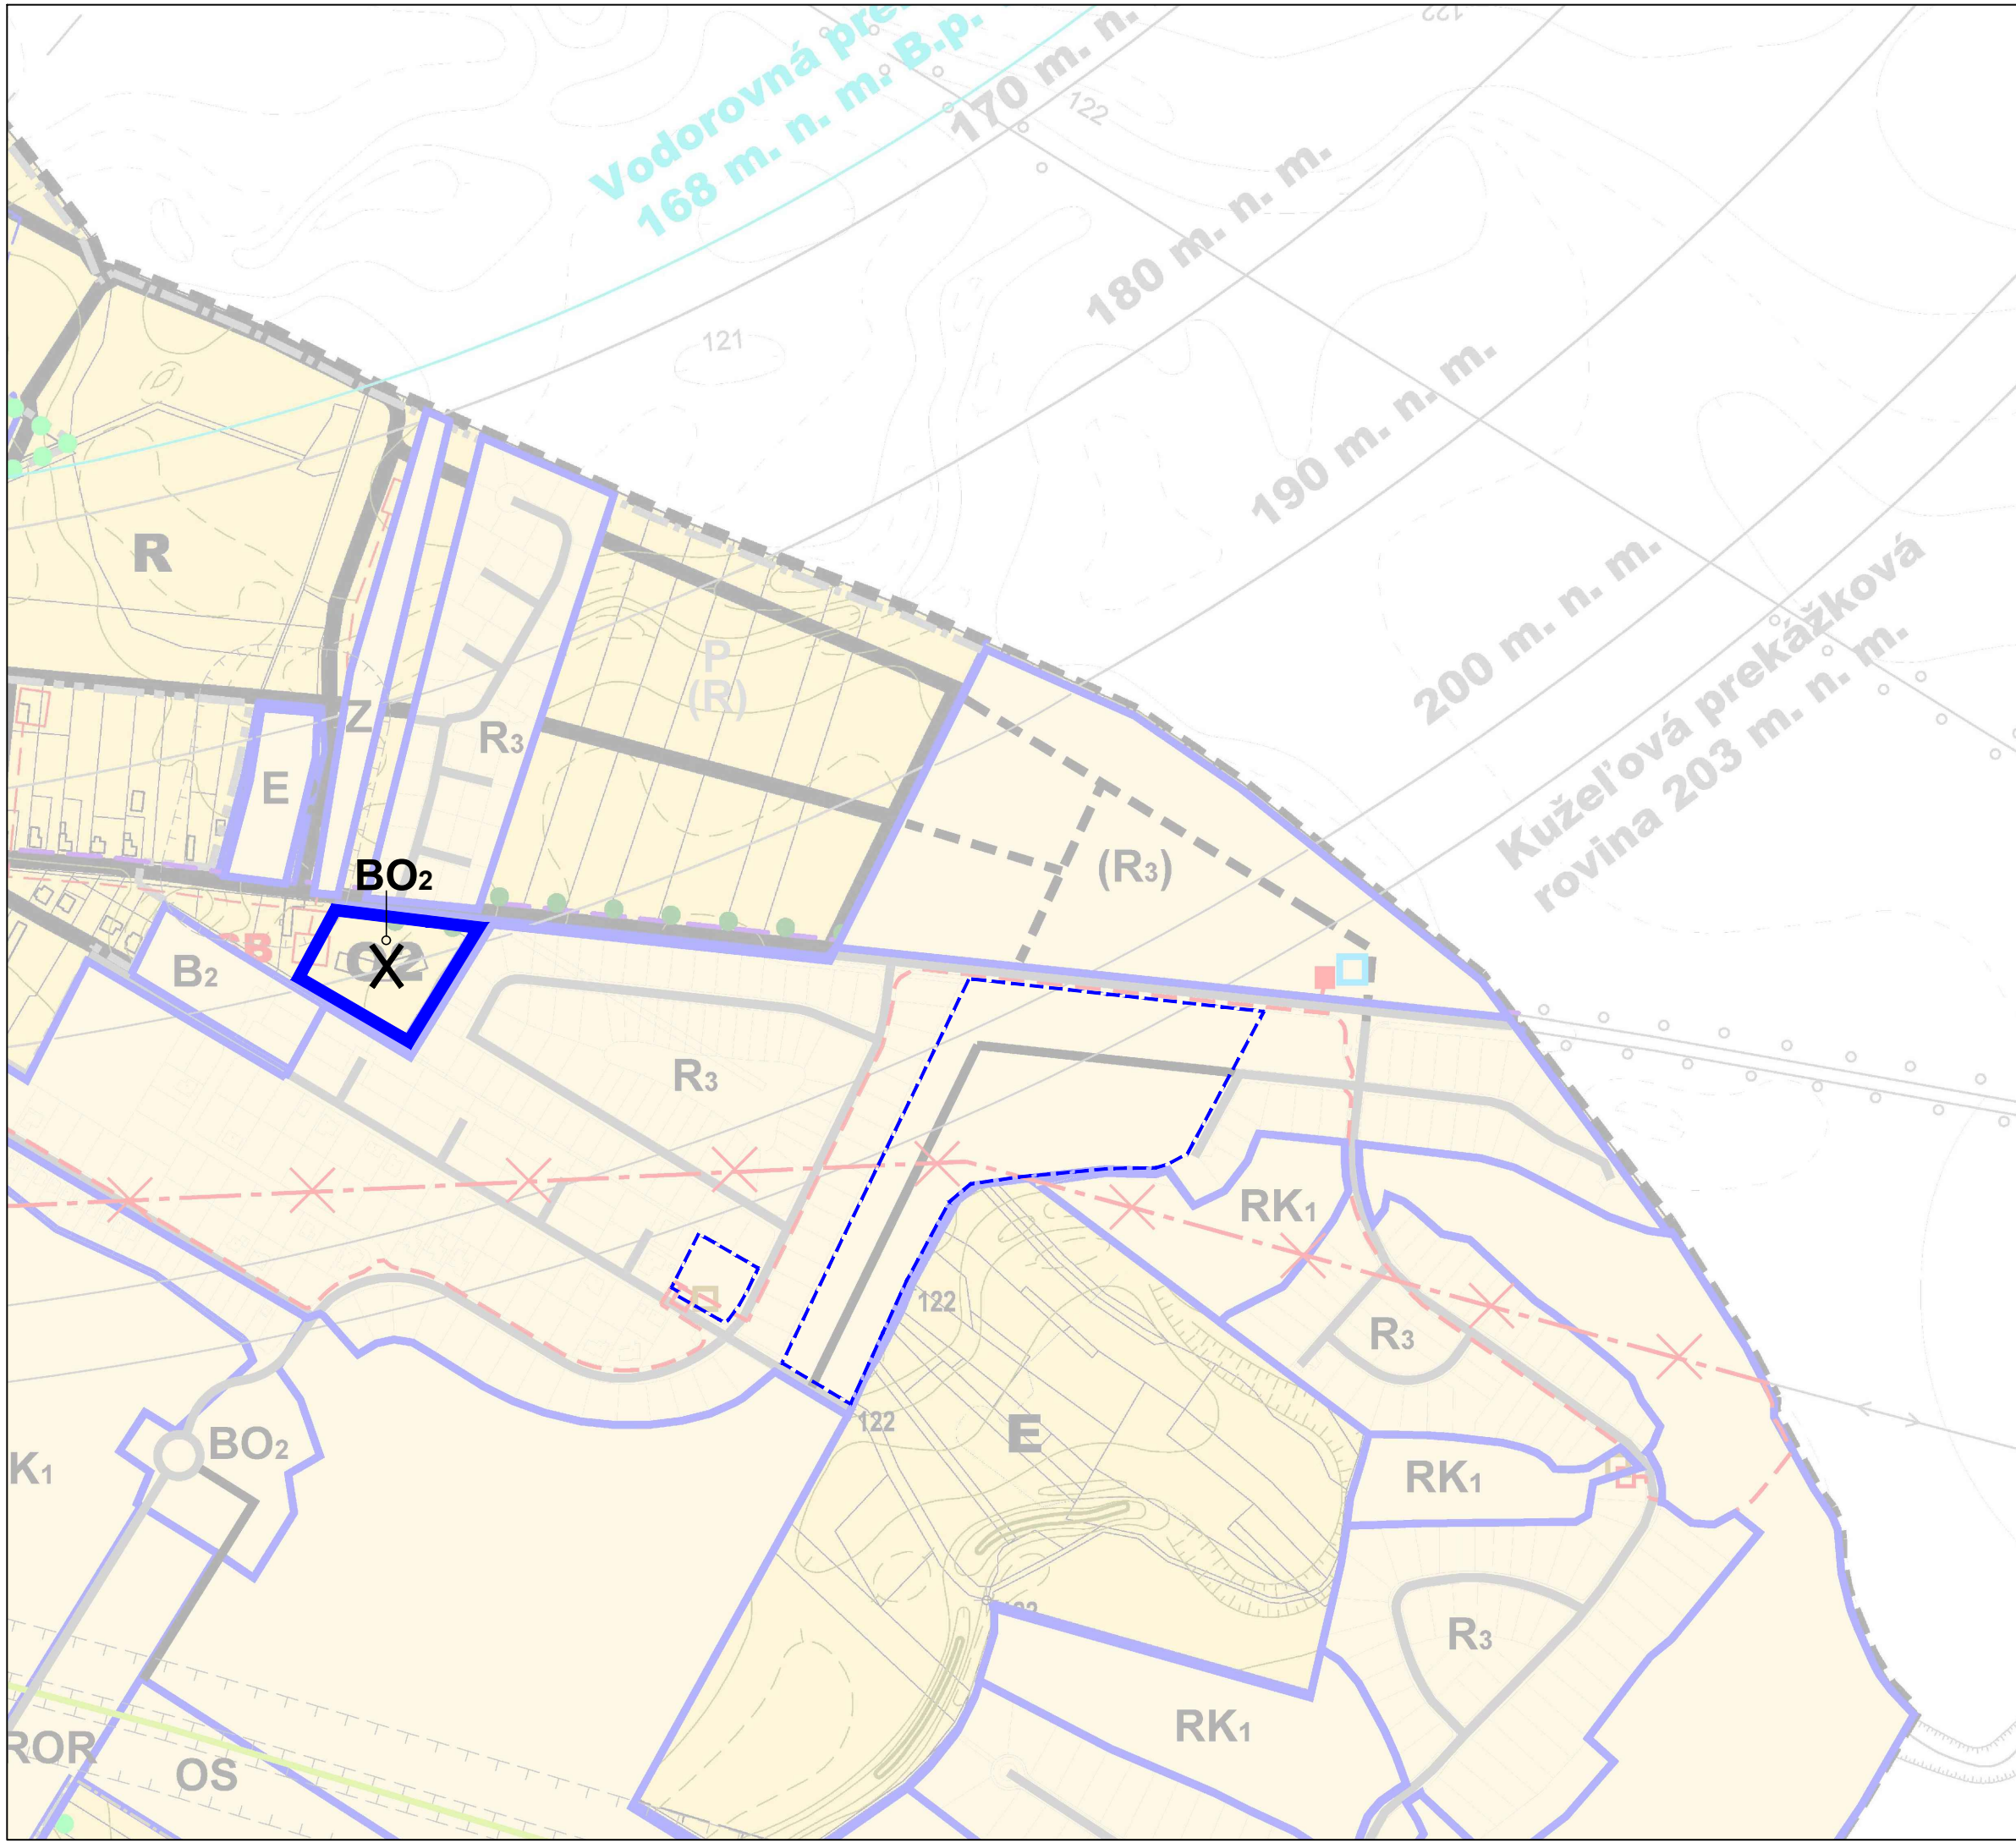 Vodorovná pre
168 m. n. m. B.p.
170 m. n.
122
122
180 m. n. m.
121
190 m. n. m.
200 m. n. m.
Kužeľová prekážková
rovina 203 m. n. m.
R
P
(R)
Z
R3
E
(R3)
BO2
B2
R3
RK1
122
R3
122
BO2
E
K1
RK1
R3
RK1
ROR
OS